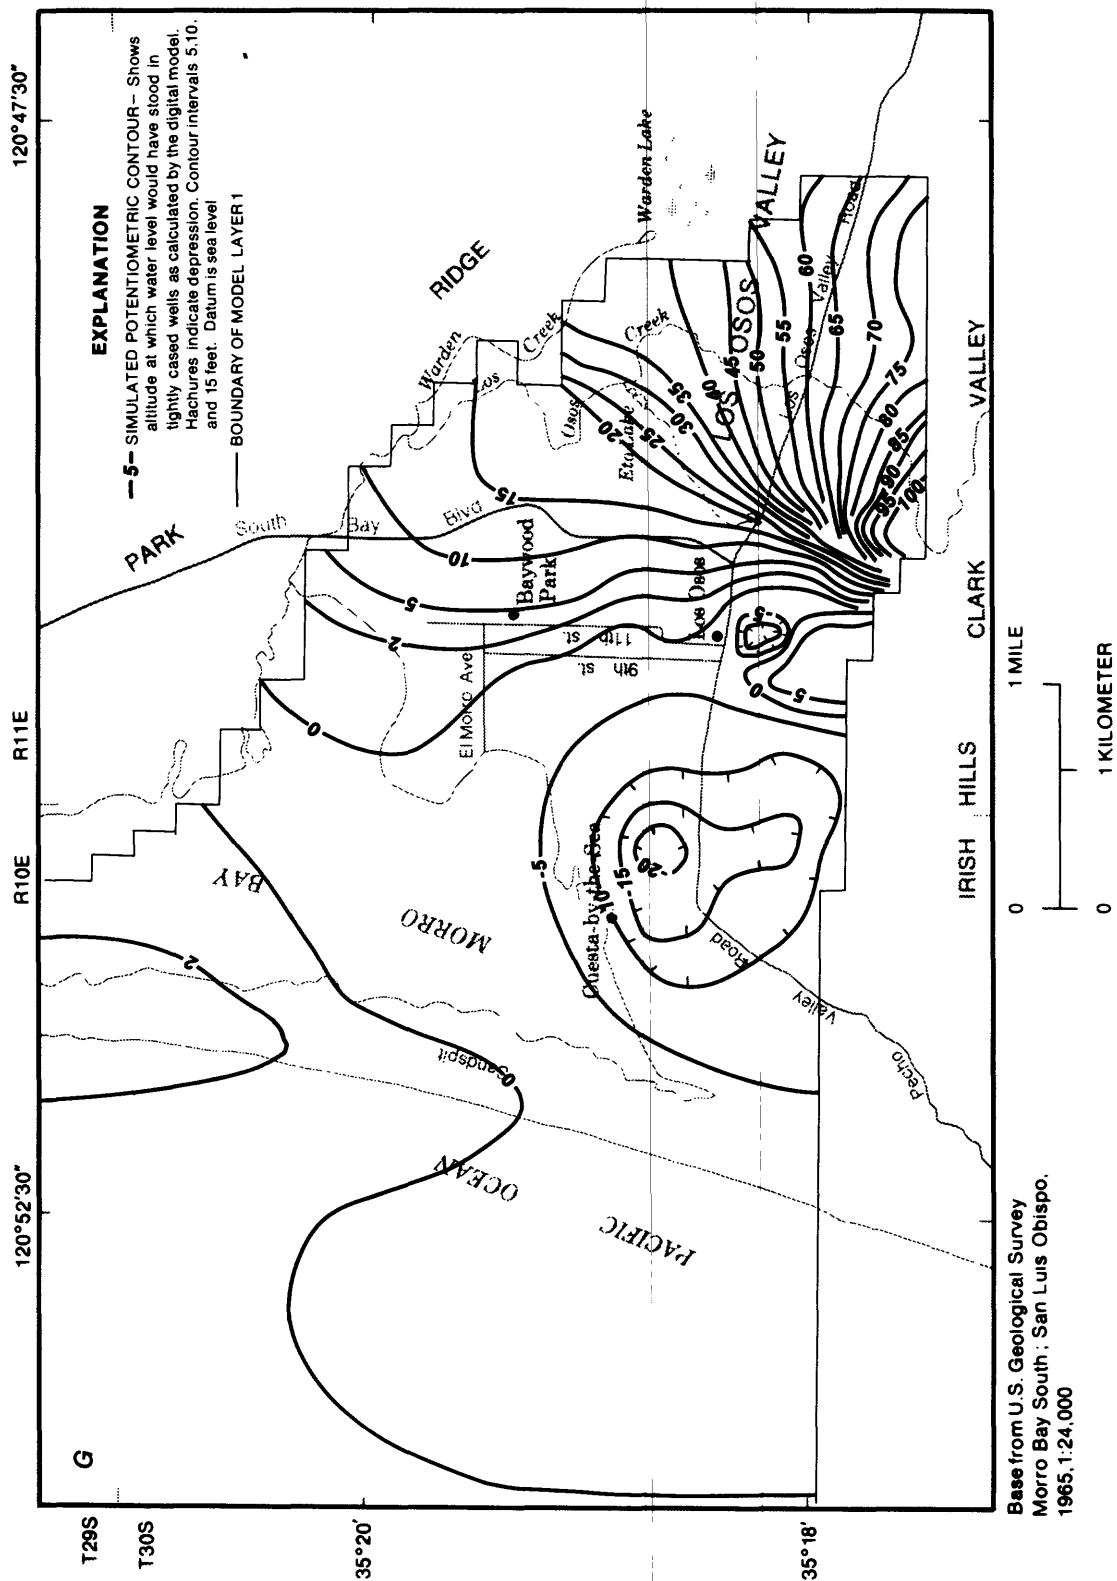 G
120°52'30"
R10E
R11E
120°47'30"
T29S
T30S
35°20'
35°18'
EXPLANATION
—5— SIMULATED POTENTIOMETRIC CONTOUR– Shows
altitude at which water level would have stood in
tightly cased wells as calculated by the digital model.
Hachures indicate depression. Contour intervals 5.10.
and 15 feet. Datum is sea level
BOUNDARY OF MODEL LAYER 1
PARK
RIDGE
South
Bay
Blvd
Warden
Creek
Warden Lake
Los
Osos
Creek
Eto Lake
Baywood
Park
Los Osos
El Morro Ave
11th
st.
9th
st.
MORRO
BAY
Sandspit
PACIFIC
OCEAN
Cuesta-by-the-Sea
Pecho
Valley
Road
LOS OSOS
VALLEY
Los Osos Valley Road
IRISH HILLS
CLARK VALLEY
2
0
0
2
5
10
15
20
25
30
35
40
45
50
55
60
65
70
75
80
85
90
95
100
-5
-10
-15
-20
0
5
-5
0 1 MILE
0 1 KILOMETER
Base from U.S. Geological Survey
Morro Bay South; San Luis Obispo,
1965,1:24,000